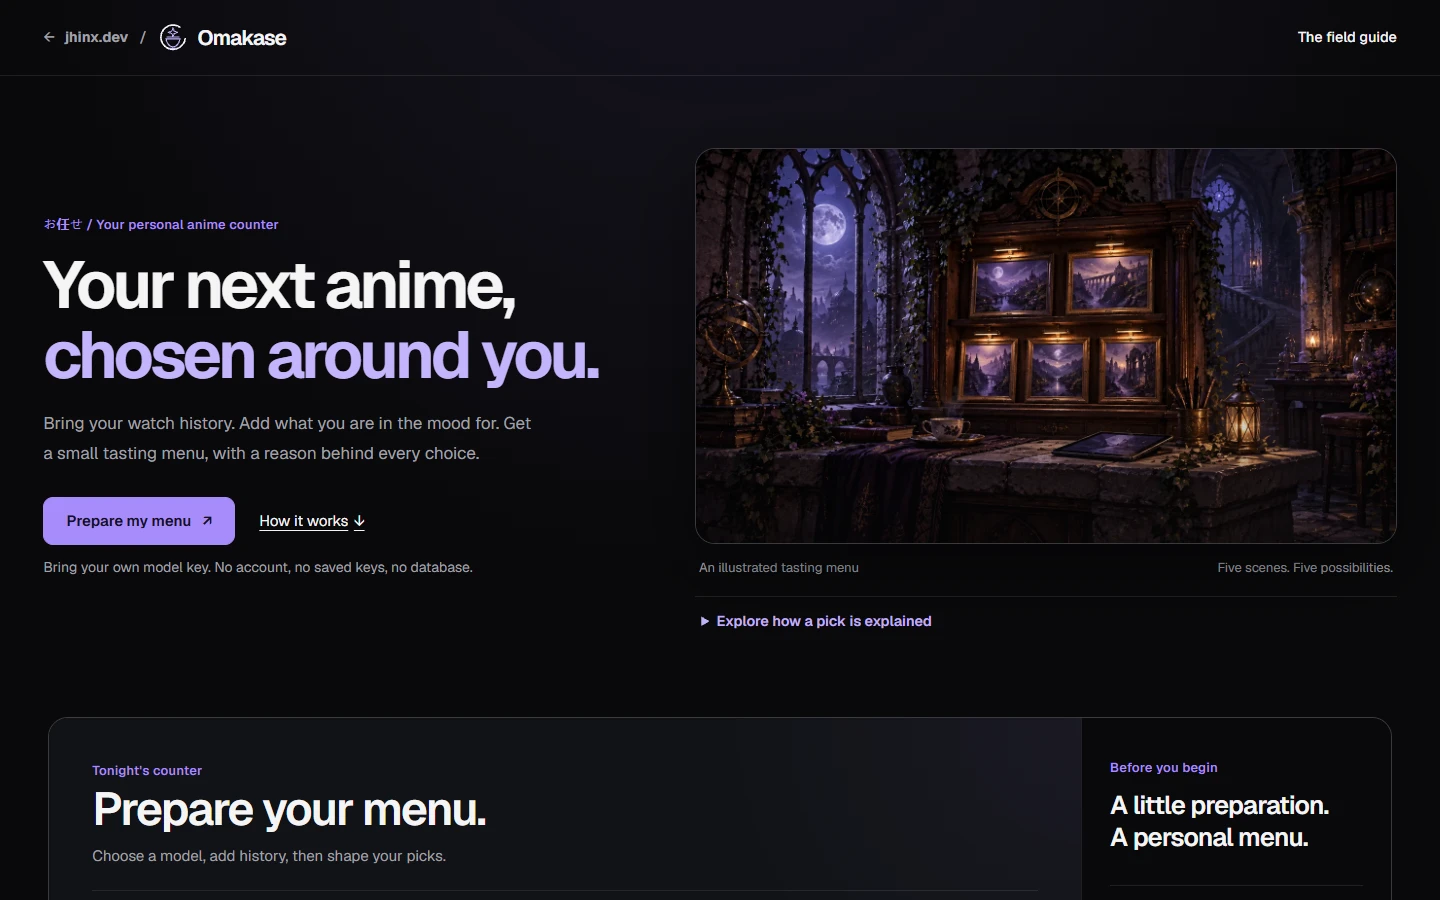 ← jhinx.dev / Omakase
The field guide
お任せ / Your personal anime counter
Your next anime,
chosen around you.
Bring your watch history. Add what you are in the mood for. Get
a small tasting menu, with a reason behind every choice.
Prepare my menu ↗
How it works ↓
Bring your own model key. No account, no saved keys, no database.
An illustrated tasting menu
Five scenes. Five possibilities.
▶ Explore how a pick is explained
Tonight's counter
Prepare your menu.
Choose a model, add history, then shape your picks.
Before you begin
A little preparation.
A personal menu.